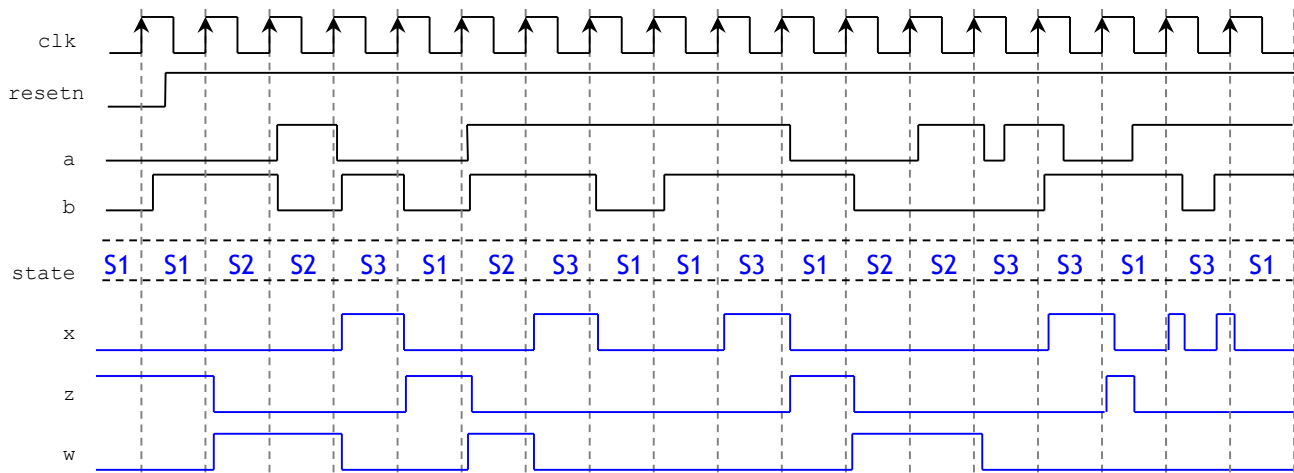 clk
resetn
a
b
state S1 S1 S2 S2 S3 S1 S2 S3 S1 S1 S3 S1 S2 S2 S3 S3 S1 S3 S1
x
z
w